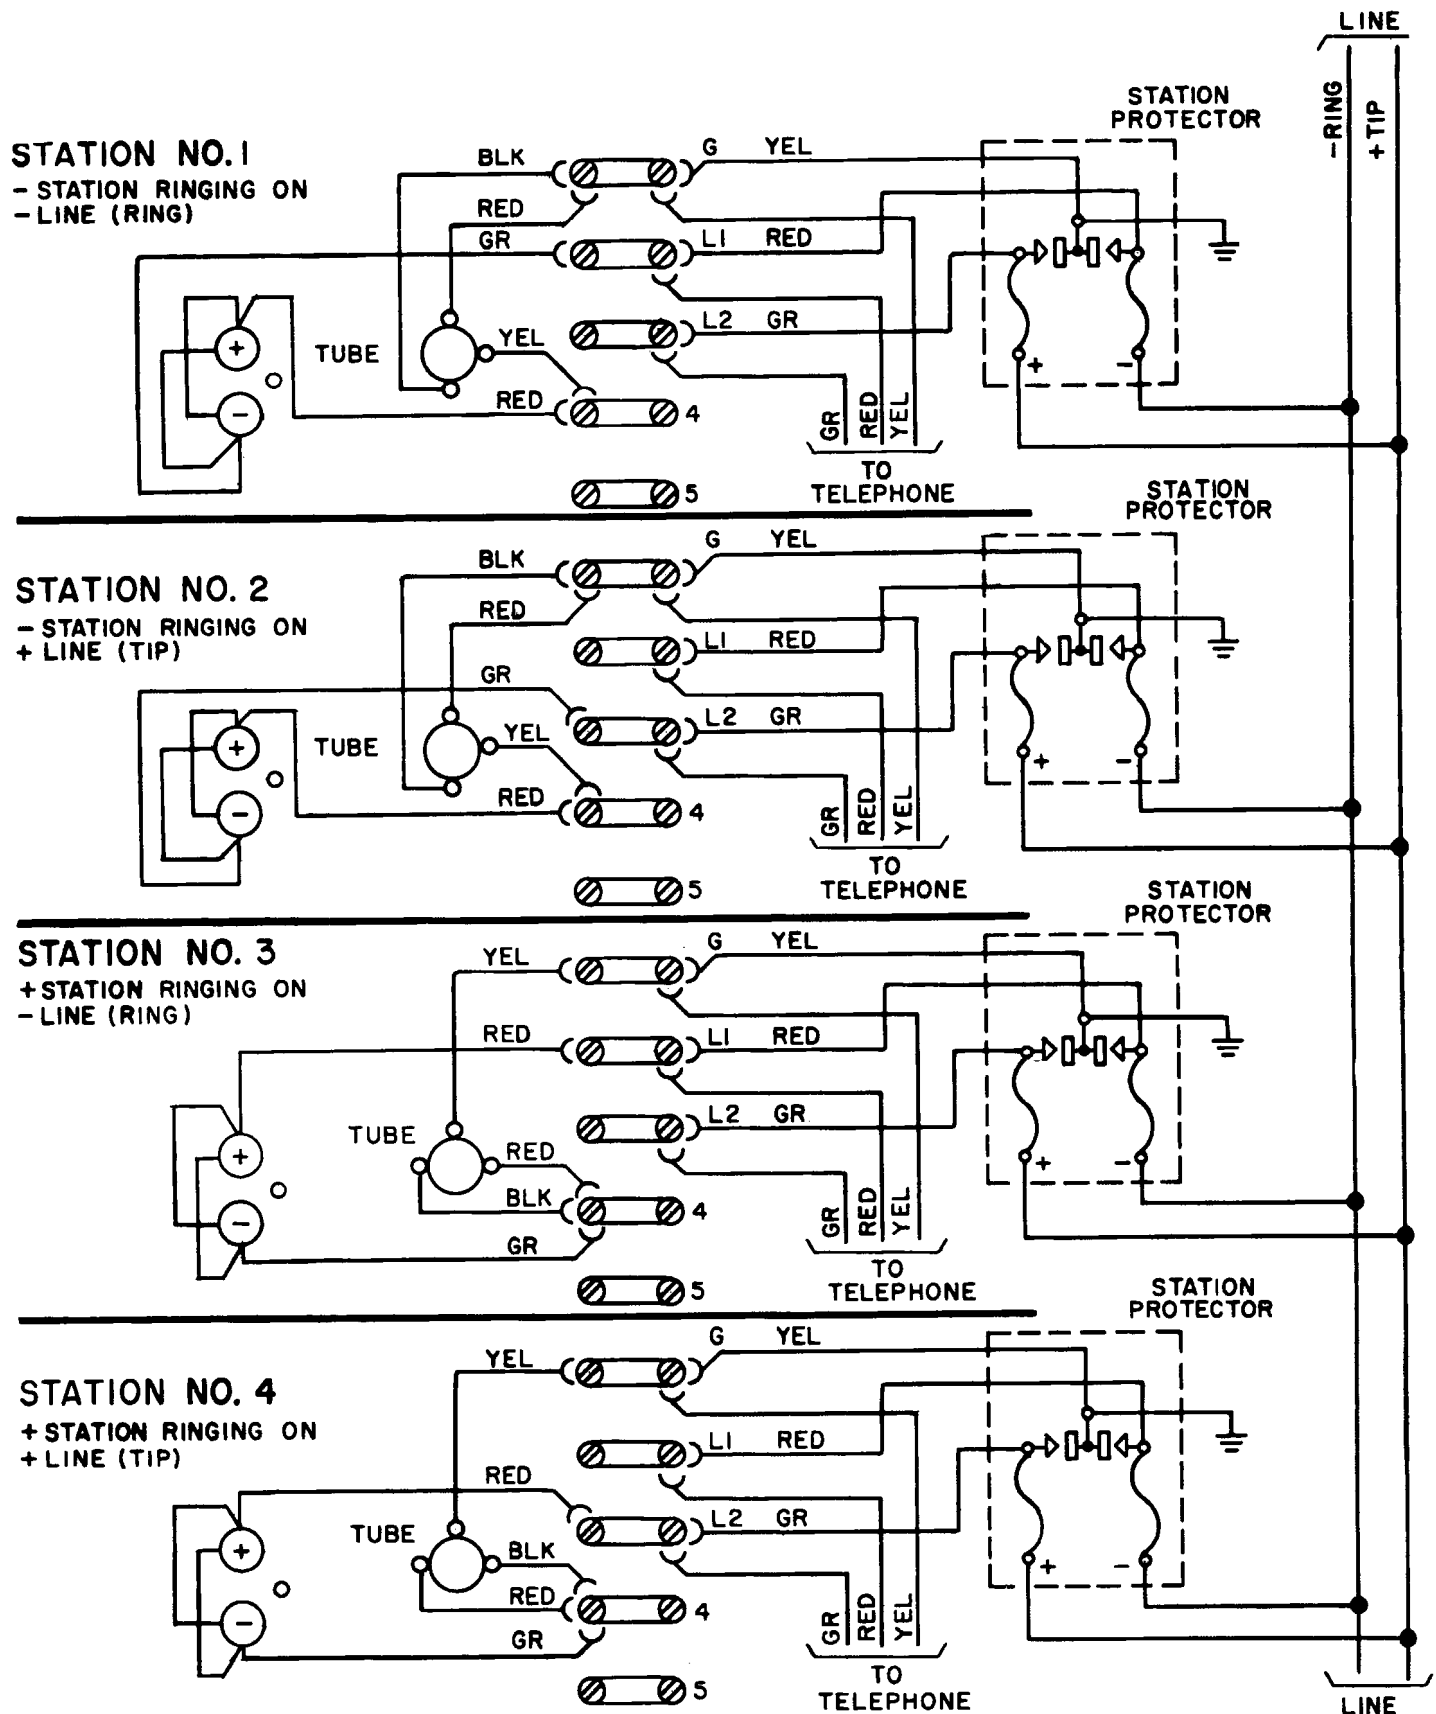 LINE
-RING
+TIP
STATION
PROTECTOR
STATION NO. 1
- STATION RINGING ON
- LINE (RING)
BLK
G YEL
RED
GR
L1 RED
+
-
TUBE
YEL
L2 GR
RED
4
+ -
GR
RED
YEL
TO
TELEPHONE
5
STATION
PROTECTOR
STATION NO. 2
- STATION RINGING ON
+ LINE (TIP)
BLK
G YEL
RED
L1 RED
GR
+
-
TUBE
YEL
L2 GR
RED
4
+ -
GR
RED
YEL
TO
TELEPHONE
5
STATION
PROTECTOR
STATION NO. 3
+ STATION RINGING ON
- LINE (RING)
YEL
G YEL
RED
L1 RED
+
-
TUBE
RED
L2 GR
BLK
4
GR
+ -
GR
RED
YEL
TO
TELEPHONE
5
STATION
PROTECTOR
STATION NO. 4
+ STATION RINGING ON
+ LINE (TIP)
YEL
G YEL
L1 RED
RED
+
-
TUBE
BLK
L2 GR
RED
4
GR
+ -
GR
RED
YEL
TO
TELEPHONE
5
LINE